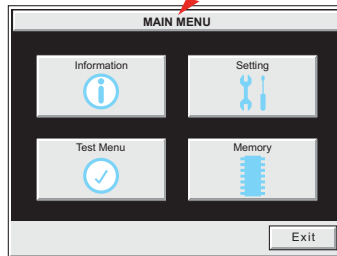 MAIN MENU
Information
Setting
Test Menu
Memory
Exit